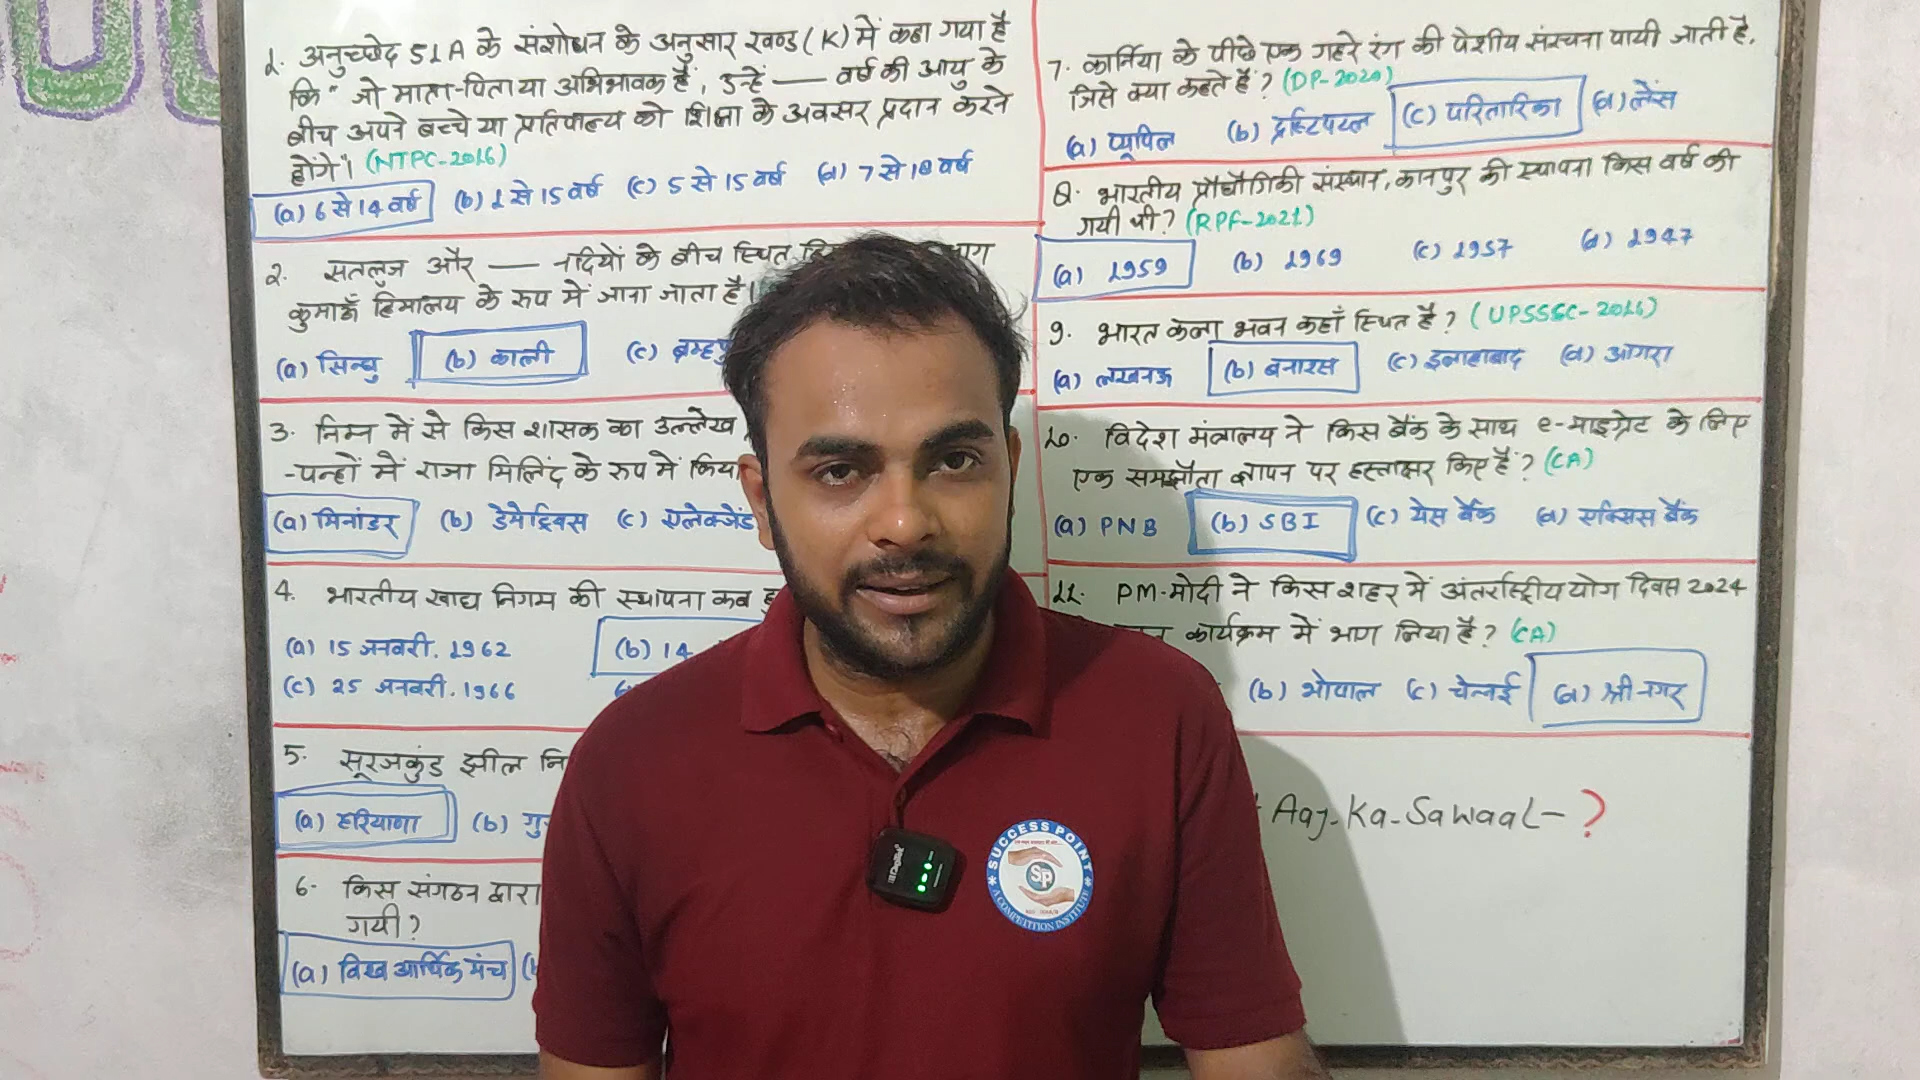 1. अनुच्छेद 51A के संशोधन के अनुसार खण्ड (K) में कहा गया है
कि " जो माता-पिता या अभिभावक हैं, उन्हें — वर्ष की आयु के
बीच अपने बच्चे या प्रतिपाल्य को शिक्षा के अवसर प्रदान करने
होंगे"। (NTPC-2016)
(a) 6 से 14 वर्ष (b) 1 से 15 वर्ष (c) 5 से 15 वर्ष (d) 7 से 18 वर्ष
2. सतलुज और — नदियों के बीच स्थित
कुमाऊँ हिमालय के रूप में जाना जाता है।
(a) सिन्धु (b) काली (c)
3. निम्न में से किस शासक का उल्लेख
-पन्हों में राजा मिलिंद के रूप में किया
(a) मिनांडर (b) डेमेट्रियस (c)
4. भारतीय खाद्य निगम की स्थापना कब
(a) 15 जनवरी. 1962 (b) 14
(c) 25 जनवरी. 1966
5. सूरजकुंड झील
(a) हरियाणा (b)
6- किस संगठन द्वारा
गयी?
(a) विश्व आर्थिक मंच
7. कार्निया के पीछे एक गहरे रंग की पेशीय संरचना पायी जाती है,
जिसे क्या कहते हैं? (DP-2020)
(a) प्यूपिल (b) दृष्टिपटल (c) परितारिका (d) लेंस
8. भारतीय प्रौद्योगिकी संस्थान, कानपुर की स्थापना किस वर्ष की
गयी थी? (RPF-2021)
(a) 1959 (b) 1969 (c) 1957 (d) 1947
9. भारत कला भवन कहाँ स्थित है? (UPSSSC-2016)
(a) लखनऊ (b) बनारस (c) इलाहाबाद (d) आगरा
10. विदेश मंत्रालय ने किस बैंक के साथ e-माइग्रेट के लिए
एक समझौता ज्ञापन पर हस्ताक्षर किए हैं? (CA)
(a) PNB (b) SBI (c) येस बैंक (d) एक्सिस बैंक
11. PM-मोदी ने किस शहर में अंतर्राष्ट्रीय योग दिवस 2024
कार्यक्रम में भाग लिया है? (CA)
(b) भोपाल (c) चेन्नई (d) श्रीनगर
Aaj-Ka-Sawaal-?
SUCCESS POINT
SP
A COMPETITION INSTITUTE